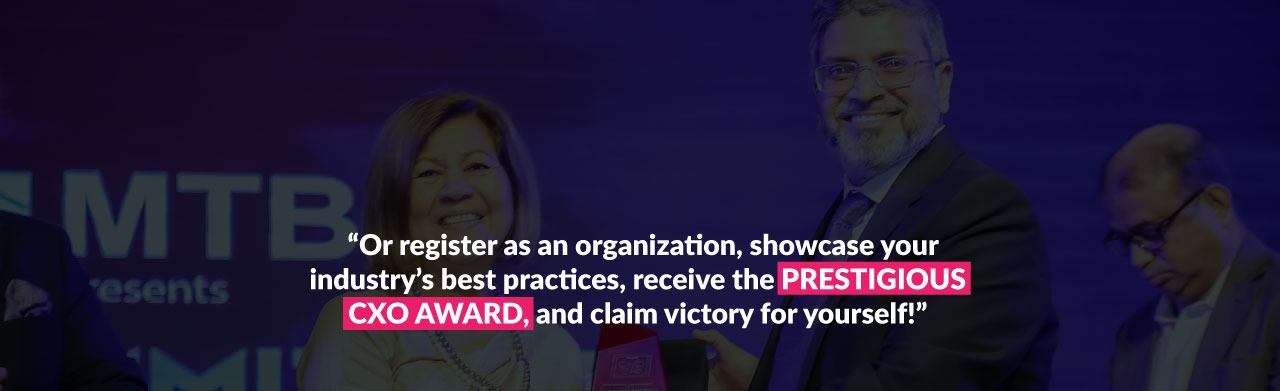 MTB
resents
“Or register as an organization, showcase your
industry’s best practices, receive the PRESTIGIOUS
CXO AWARD, and claim victory for yourself!”